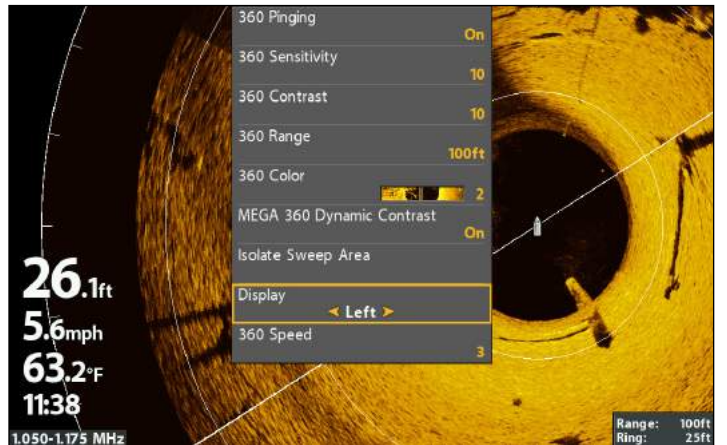 360 Pinging
On
360 Sensitivity
10
360 Contrast
10
360 Range
100ft
360 Color
2
MEGA 360 Dynamic Contrast
On
Isolate Sweep Area
Display
Left
360 Speed
3
26.1ft
5.6mph
63.2°F
11:38
1.050-1.175 MHz
Range: 100ft
Ring: 25ft